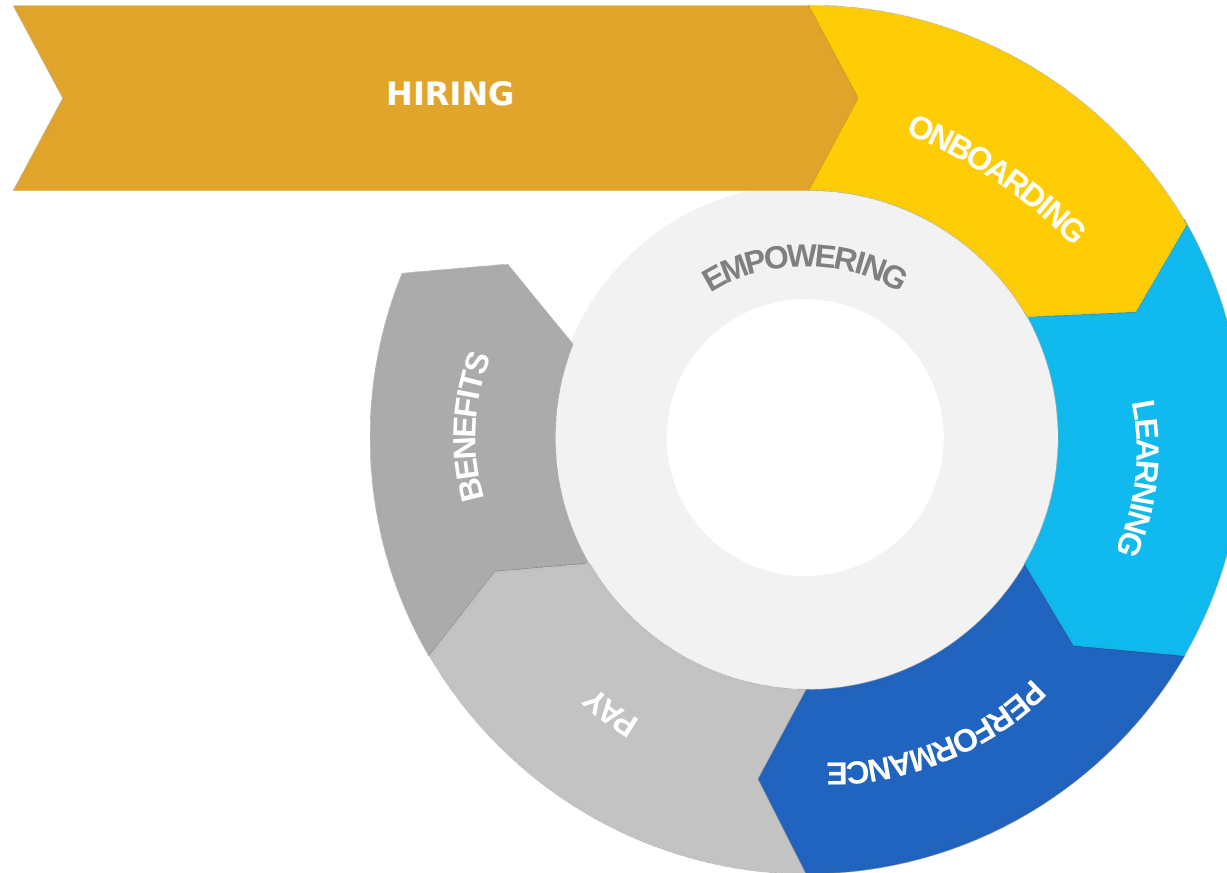 HIRING
ONBOARDING
EMPOWERING
LEARNING
PERFORMANCE
PAY
BENEFITS